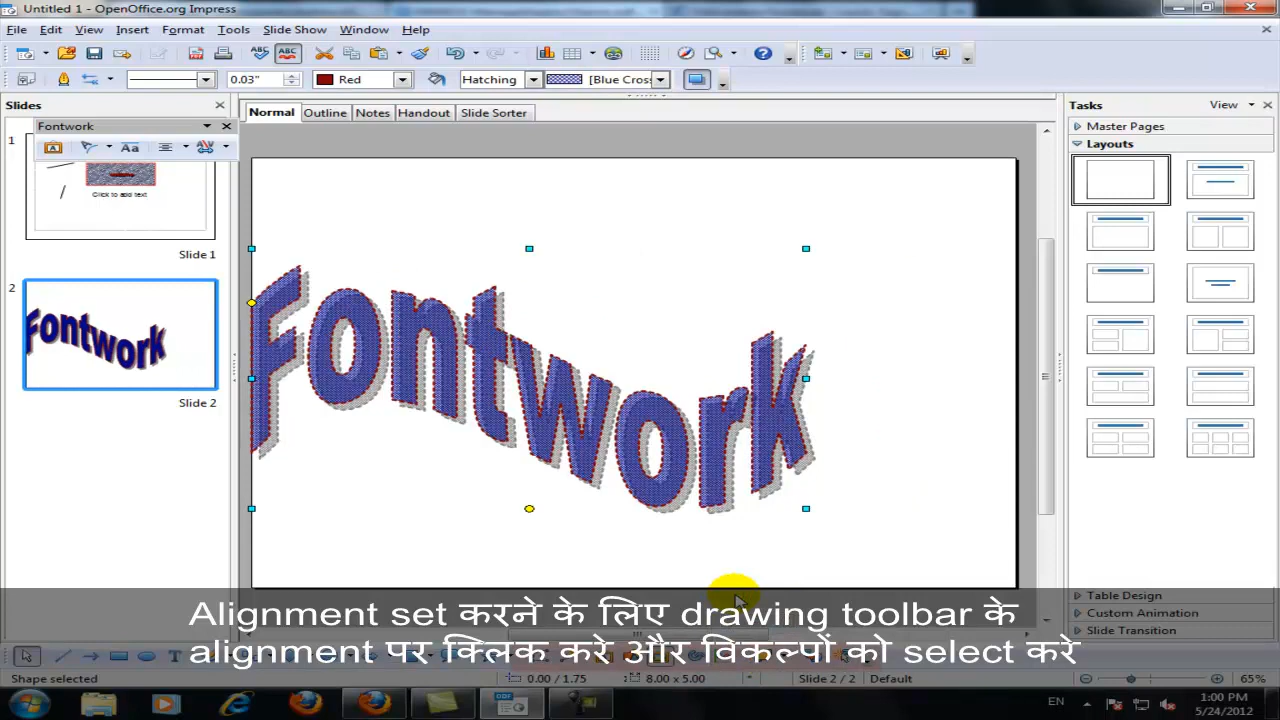 Untitled 1 - OpenOffice.org Impress
File Edit View Insert Format Tools Slide Show Window Help
0.03" Red Hatching [Blue Cros
Slides
Normal Outline Notes Handout Slide Sorter
Tasks View
Fontwork
Master Pages
Layouts
1
Click to add text
Slide 1
2
Fontwork
Slide 2
Fontwork
Table Design
Custom Animation
Slide Transition
Alignment set करने के लिए drawing toolbar के
alignment पर क्लिक करे और विकल्पों को select करे
Shape selected 0.00 / 1.75 8.00 x 5.00 * Slide 2 / 2 Default 65%
EN 1:00 PM
5/24/2012